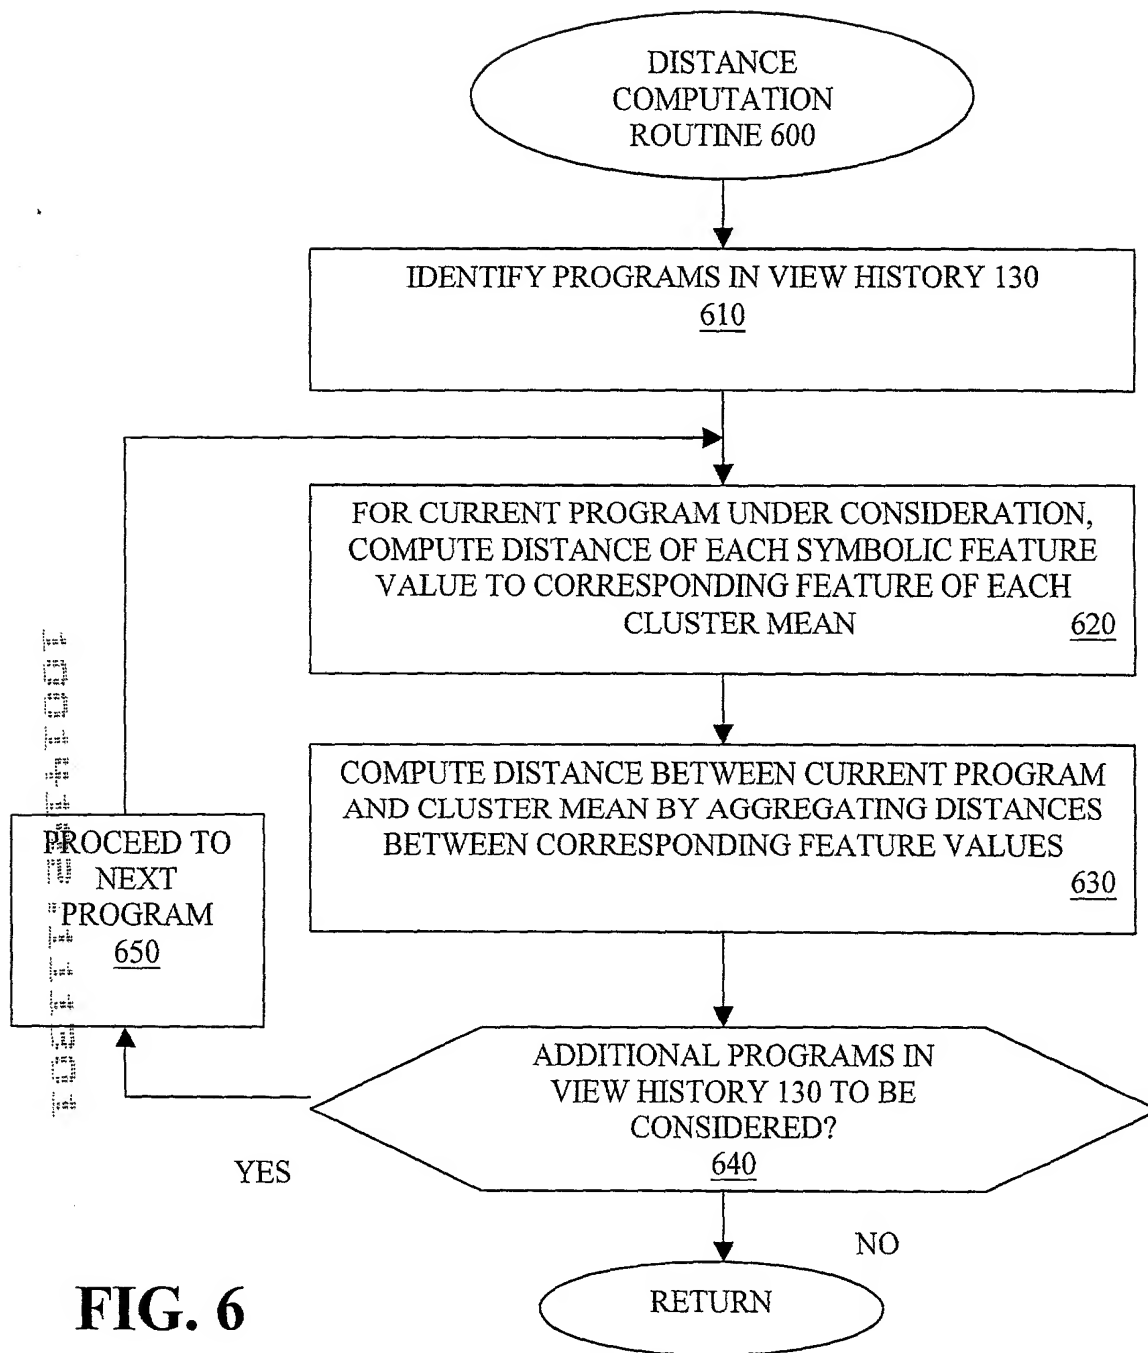 DISTANCE
COMPUTATION
ROUTINE 600
IDENTIFY PROGRAMS IN VIEW HISTORY 130
610
FOR CURRENT PROGRAM UNDER CONSIDERATION,
COMPUTE DISTANCE OF EACH SYMBOLIC FEATURE
VALUE TO CORRESPONDING FEATURE OF EACH
CLUSTER MEAN 620
COMPUTE DISTANCE BETWEEN CURRENT PROGRAM
AND CLUSTER MEAN BY AGGREGATING DISTANCES
BETWEEN CORRESPONDING FEATURE VALUES
630
PROCEED TO
NEXT
PROGRAM
650
ADDITIONAL PROGRAMS IN
VIEW HISTORY 130 TO BE
CONSIDERED?
640
YES
NO
RETURN
FIG. 6